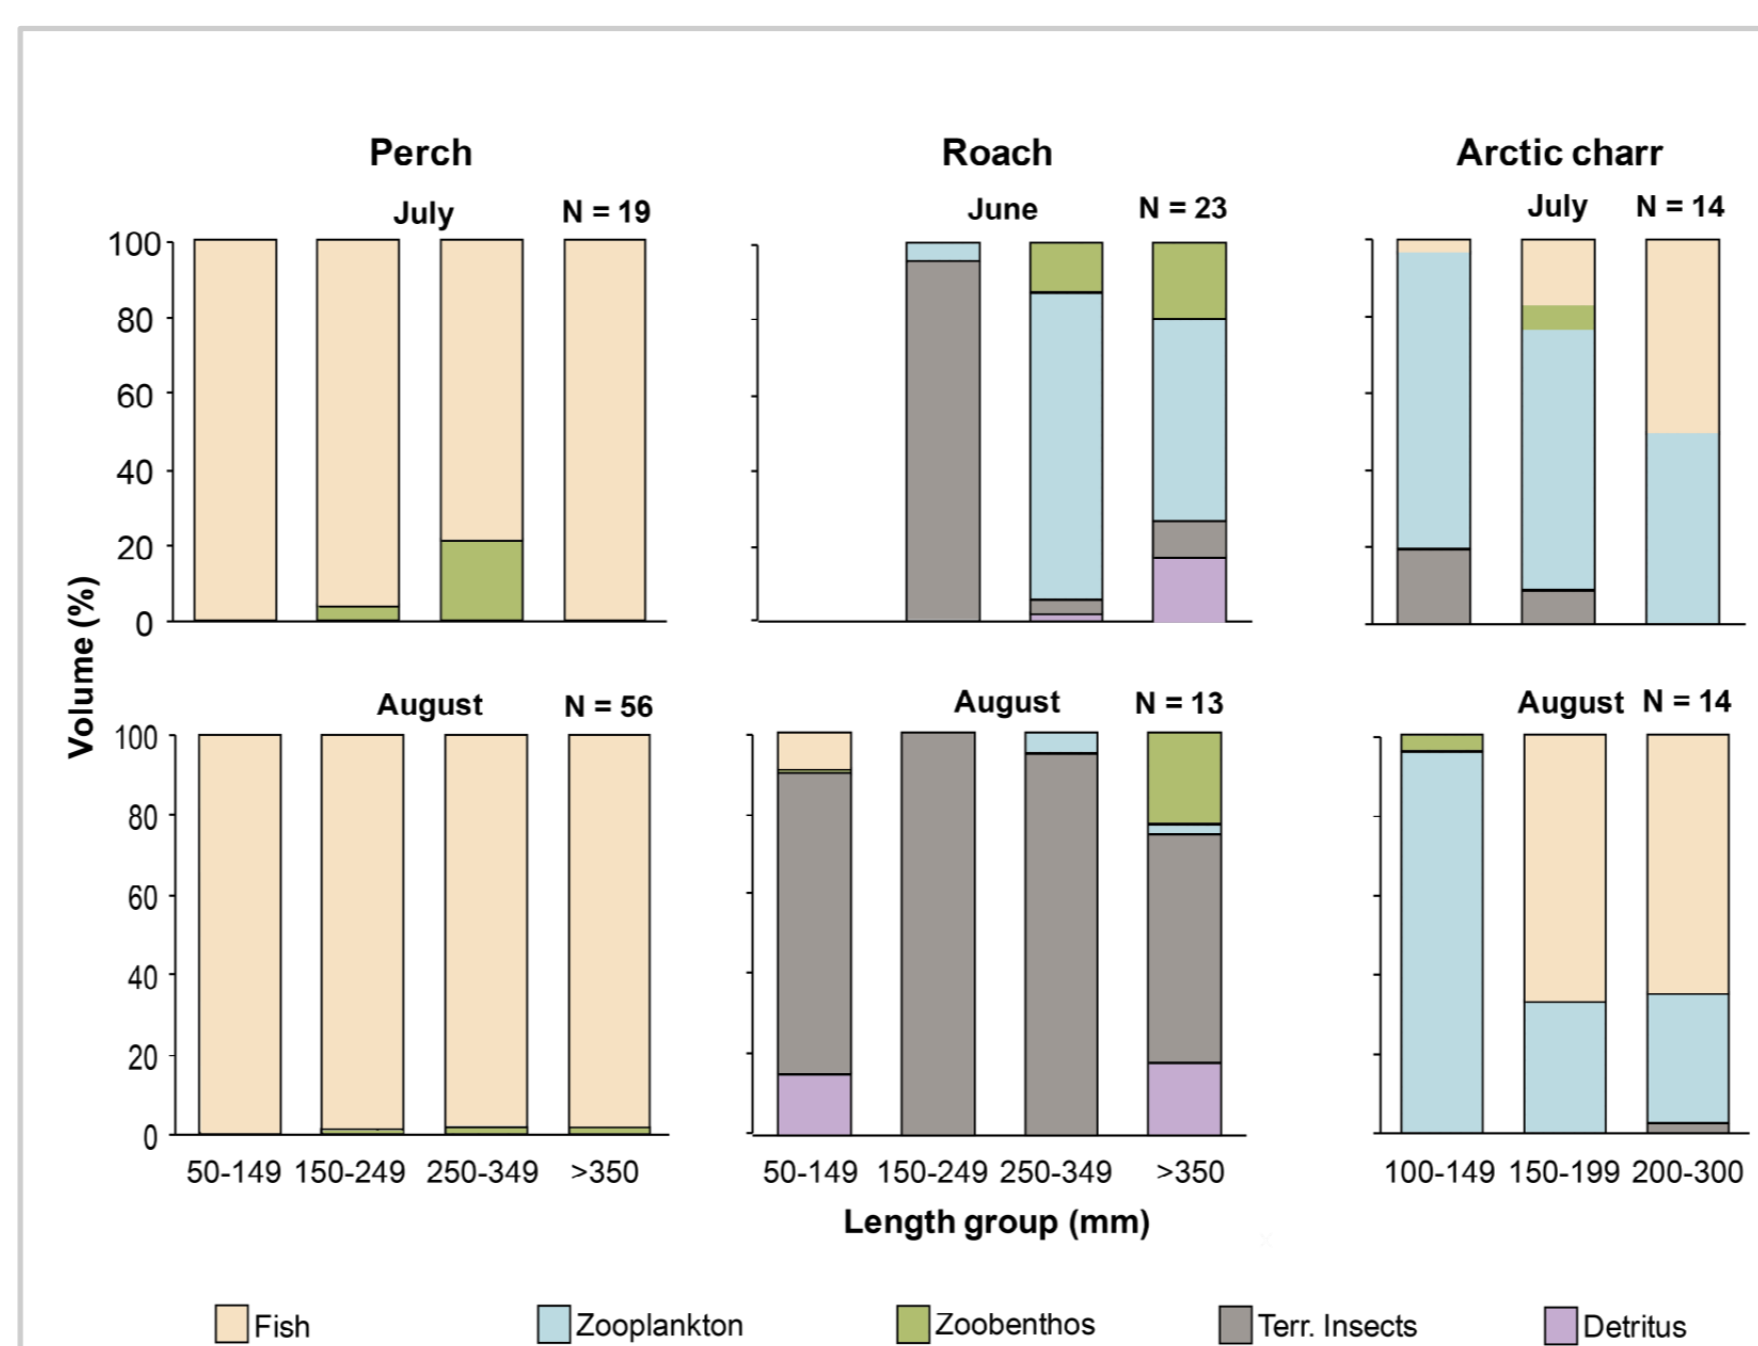 Perch Roach Arctic charr
July N = 19 June N = 23 July N = 14
100
80
60
40
20
0
Volume (%)
August N = 56 August N = 13 August N = 14
100
80
60
40
20
0
50-149 150-249 250-349 >350 50-149 150-249 250-349 >350 100-149 150-199 200-300
Length group (mm)
Fish Zooplankton Zoobenthos Terr. Insects Detritus